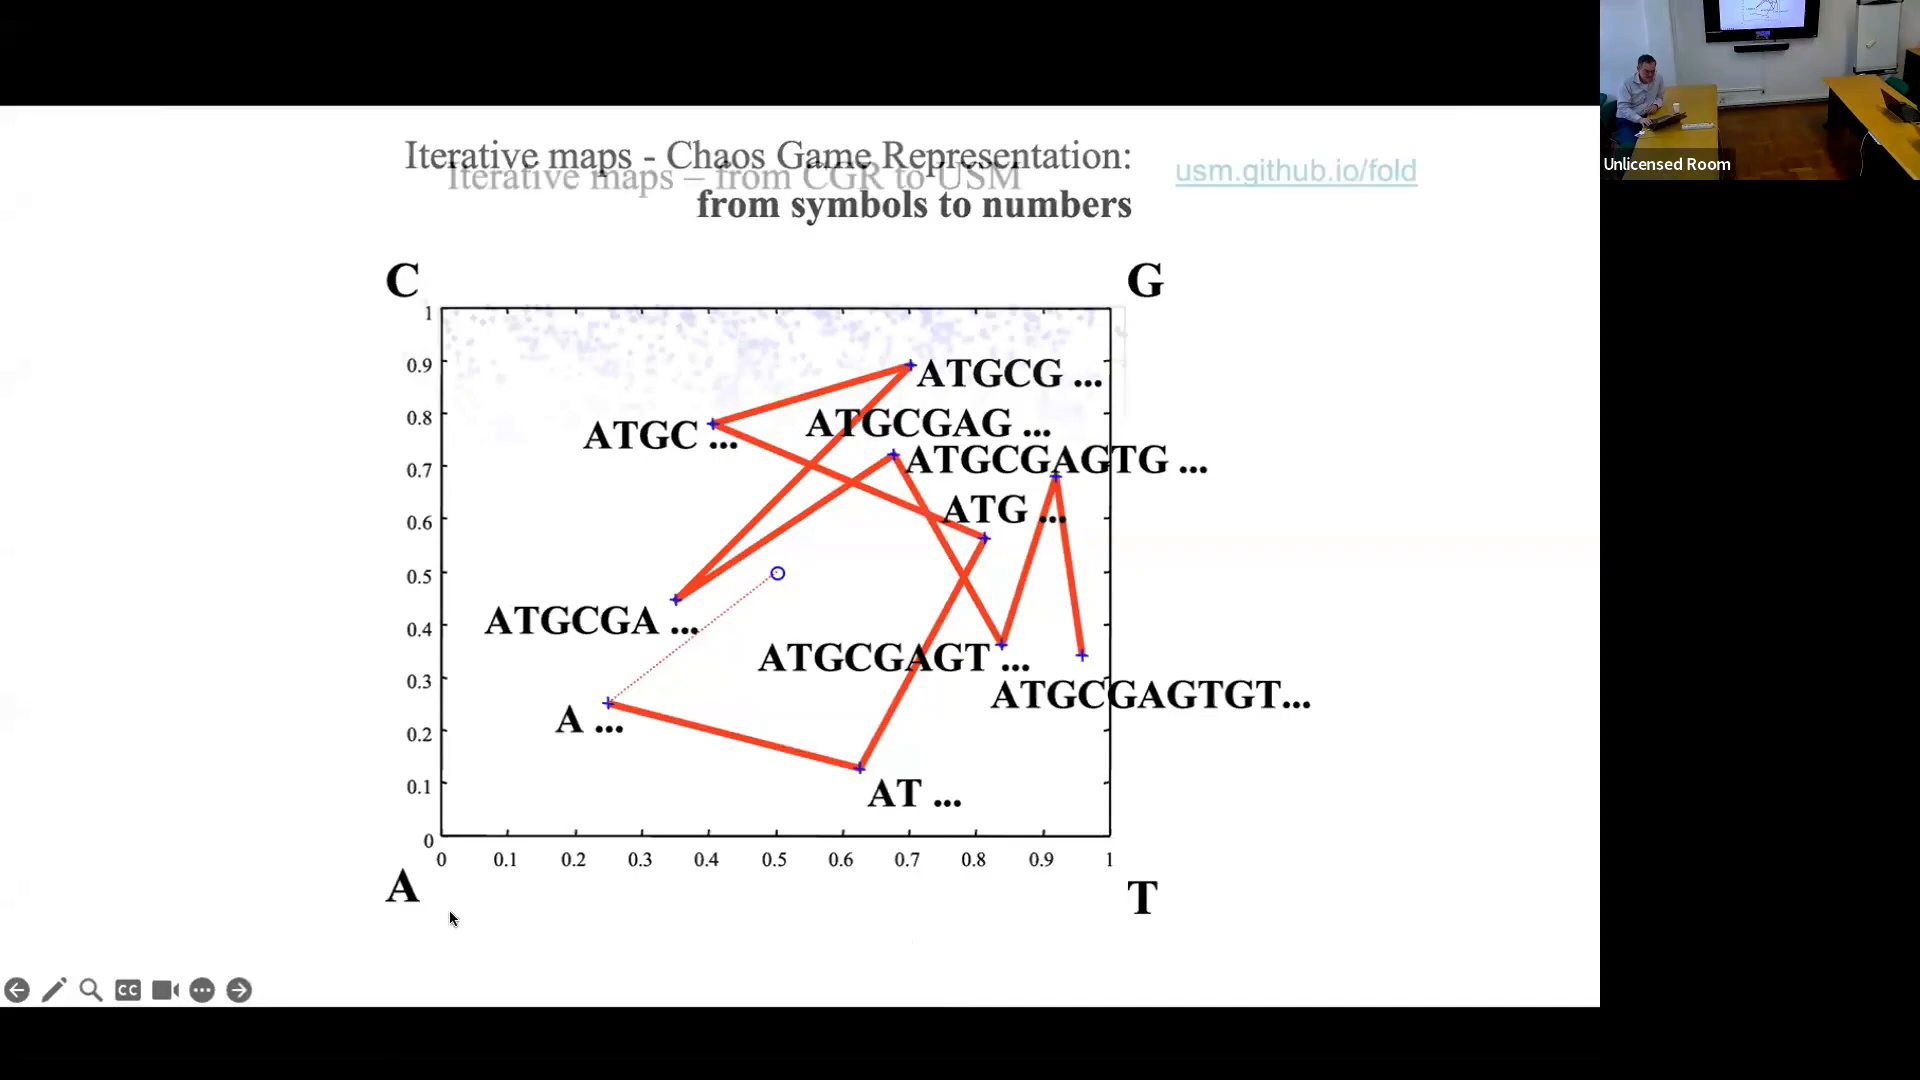 Iterative maps - Chaos Game Representation:
Iterative maps – from CGR to USM
from symbols to numbers
usm.github.io/fold
Unlicensed Room
C
G
1
0.9
0.8
0.7
0.6
0.5
0.4
0.3
0.2
0.1
0
ATGCG ...
ATGCGAG ...
ATGC ...
ATGCGAGTG ...
ATG ...
ATGCGA ...
ATGCGAGT ...
ATGCGAGTGT...
A ...
AT ...
0 0.1 0.2 0.3 0.4 0.5 0.6 0.7 0.8 0.9 1
A
T
CC